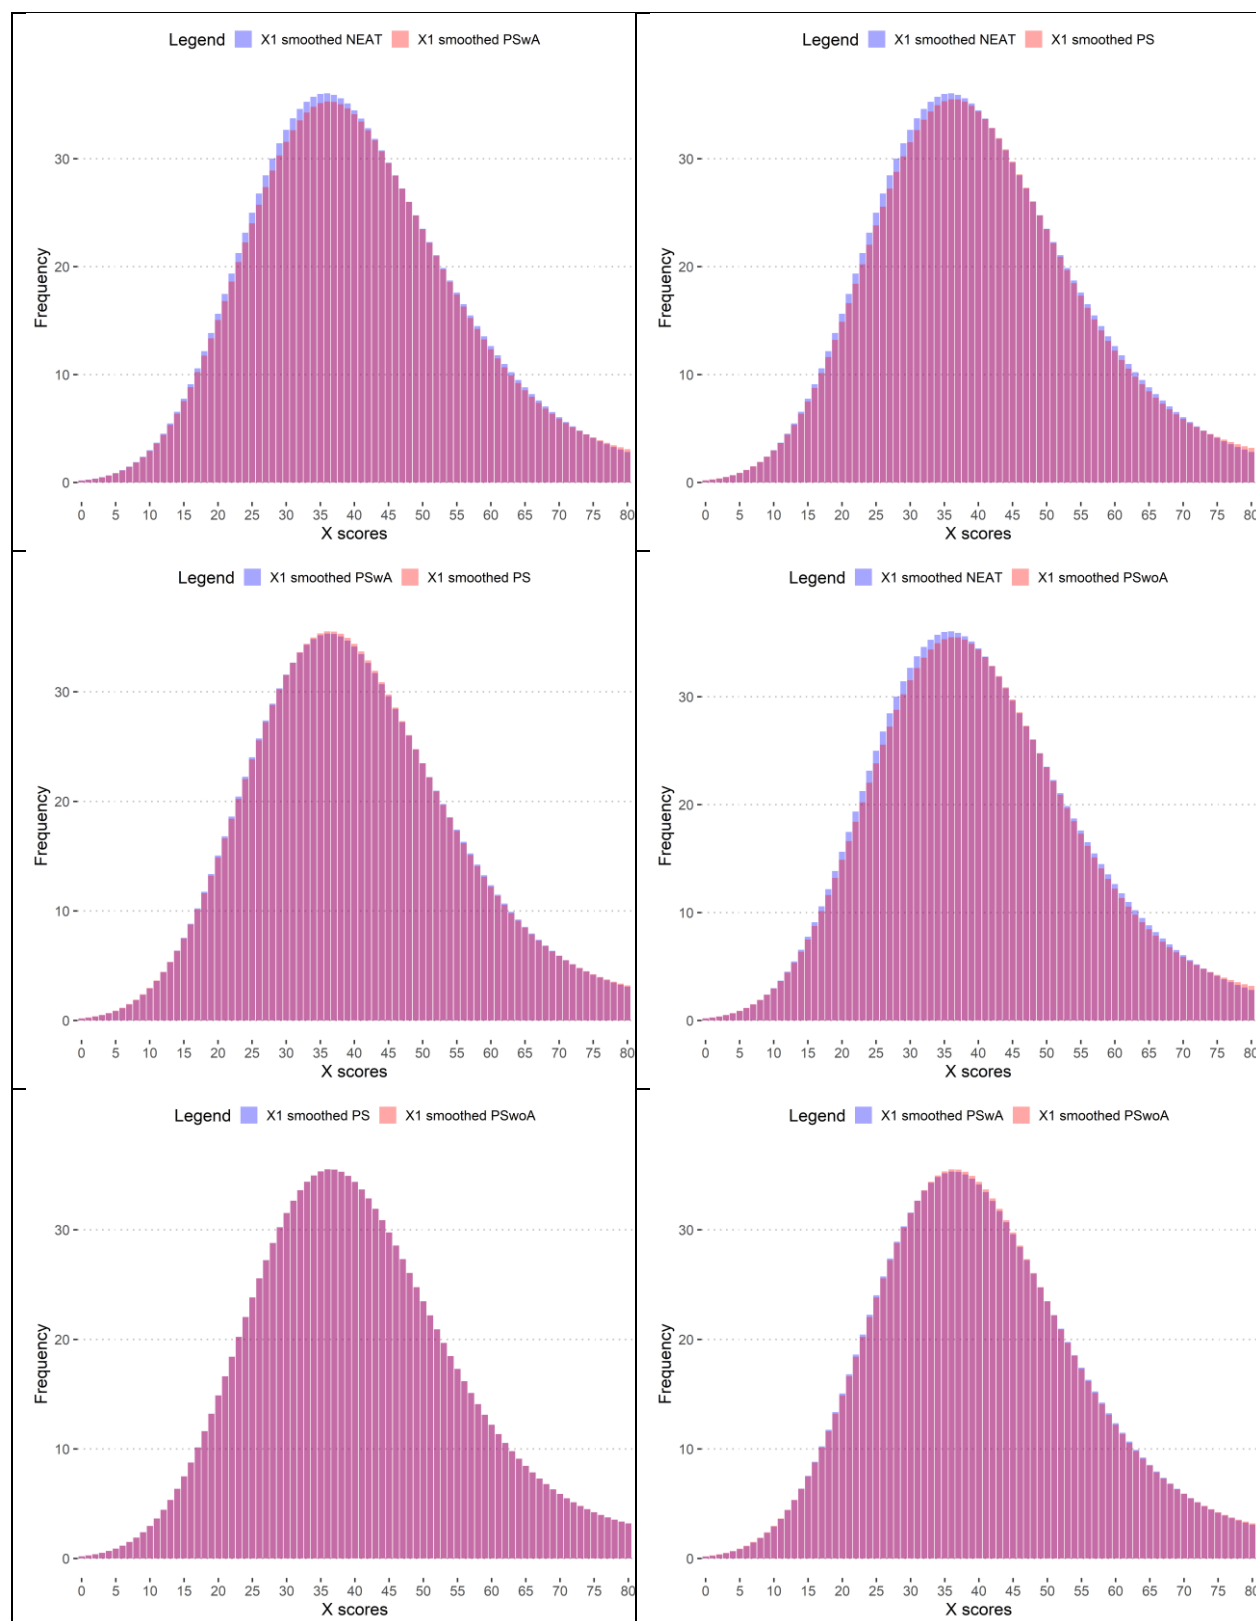 Legend X1 smoothed NEAT X1 smoothed PSwA
30
20
10
0
Frequency
0 5 10 15 20 25 30 35 40 45 50 55 60 65 70 75 80
X scores
Legend X1 smoothed NEAT X1 smoothed PS
30
20
10
0
Frequency
0 5 10 15 20 25 30 35 40 45 50 55 60 65 70 75 80
X scores
Legend X1 smoothed PSwA X1 smoothed PS
30
20
10
0
Frequency
0 5 10 15 20 25 30 35 40 45 50 55 60 65 70 75 80
X scores
Legend X1 smoothed NEAT X1 smoothed PSwoA
30
20
10
0
Frequency
0 5 10 15 20 25 30 35 40 45 50 55 60 65 70 75 80
X scores
Legend X1 smoothed PS X1 smoothed PSwoA
30
20
10
0
Frequency
0 5 10 15 20 25 30 35 40 45 50 55 60 65 70 75 80
X scores
Legend X1 smoothed PSwA X1 smoothed PSwoA
30
20
10
0
Frequency
0 5 10 15 20 25 30 35 40 45 50 55 60 65 70 75 80
X scores